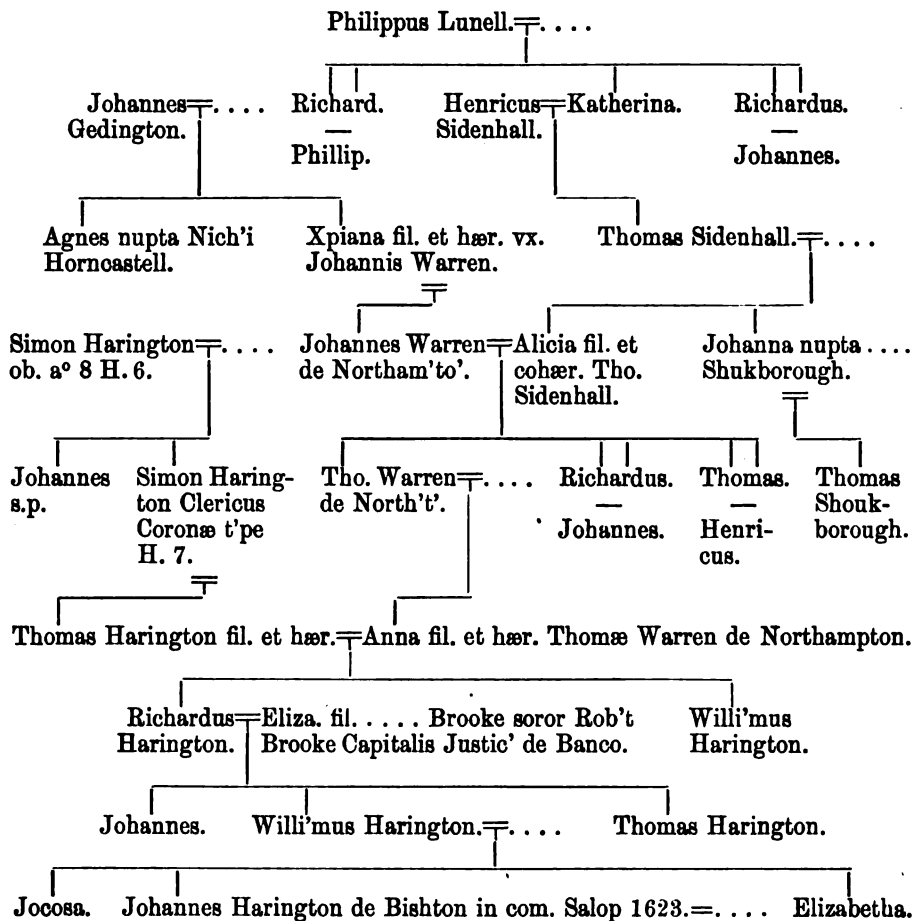 Philippus Lunell.=. . . .
Johannes=. . . . Richard. Henricus=Katherina. Richardus.
Gedington. — Sidenhall. —
Phillip. Johannes.
Agnes nupta Nich'i Xpiana fil. et hær. vx. Thomas Sidenhall.=. . . .
Horncastell. Johannis Warren.
=
Simon Harington=. . . . Johannes Warren=Alicia fil. et Johanna nupta . . . .
ob. aº 8 H. 6. de Northam'to'. cohær. Tho. Shukborough.
Sidenhall.
=
Johannes Simon Haring- Tho. Warren=. . . . Richardus. Thomas. Thomas
s.p. ton Clericus de North't'. — — Shouk-
Coronæ t'pe Johannes. Henri- borough.
H. 7. cus.
=
Thomas Harington fil. et hær.=Anna fil. et hær. Thomæ Warren de Northampton.
Richardus=Eliza. fil. . . . . . Brooke soror Rob't Willi'mus
Harington. Brooke Capitalis Justic' de Banco. Harington.
Johannes. Willi'mus Harington.=. . . . Thomas Harington.
Jocosa. Johannes Harington de Bishton in com. Salop 1623.=. . . . Elizabetha.